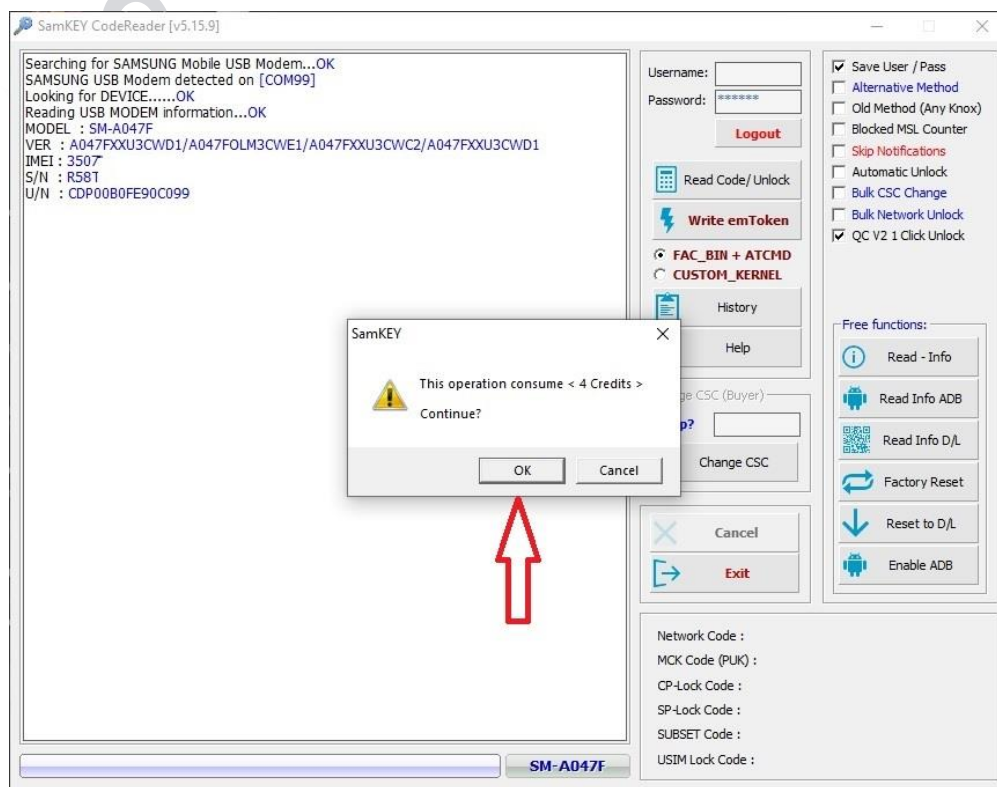 SamKEY CodeReader [v5.15.9]
Searching for SAMSUNG Mobile USB Modem...OK
SAMSUNG USB Modem detected on [COM99]
Looking for DEVICE......OK
Reading USB MODEM information...OK
MODEL : SM-A047F
VER : A047FXXU3CWD1/A047FOLM3CWE1/A047FXXU3CWC2/A047FXXU3CWD1
IMEI : 3507
S/N : R58T
U/N : CDP00B0FE90C099
Username:
Password: ******
Logout
Read Code/ Unlock
Write emToken
FAC_BIN + ATCMD
CUSTOM_KERNEL
History
Help
ge CSC (Buyer)
p?
Change CSC
Cancel
Exit
Save User / Pass
Alternative Method
Old Method (Any Knox)
Blocked MSL Counter
Skip Notifications
Automatic Unlock
Bulk CSC Change
Bulk Network Unlock
QC V2 1 Click Unlock
Free functions:
Read - Info
Read Info ADB
Read Info D/L
Factory Reset
Reset to D/L
Enable ADB
SamKEY
This operation consume < 4 Credits >
Continue?
OK
Cancel
Network Code :
MCK Code (PUK) :
CP-Lock Code :
SP-Lock Code :
SUBSET Code :
USIM Lock Code :
SM-A047F